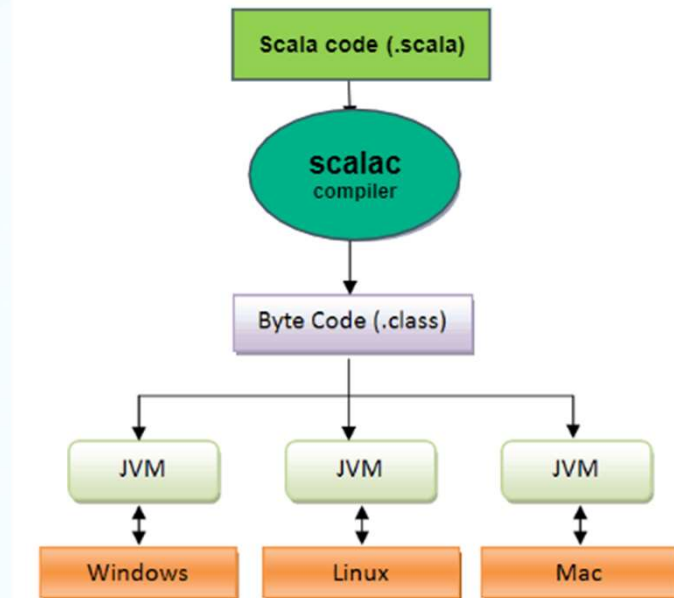 Scala code (.scala)
scalac
compiler
Byte Code (.class)
JVM
JVM
JVM
Windows
Linux
Mac